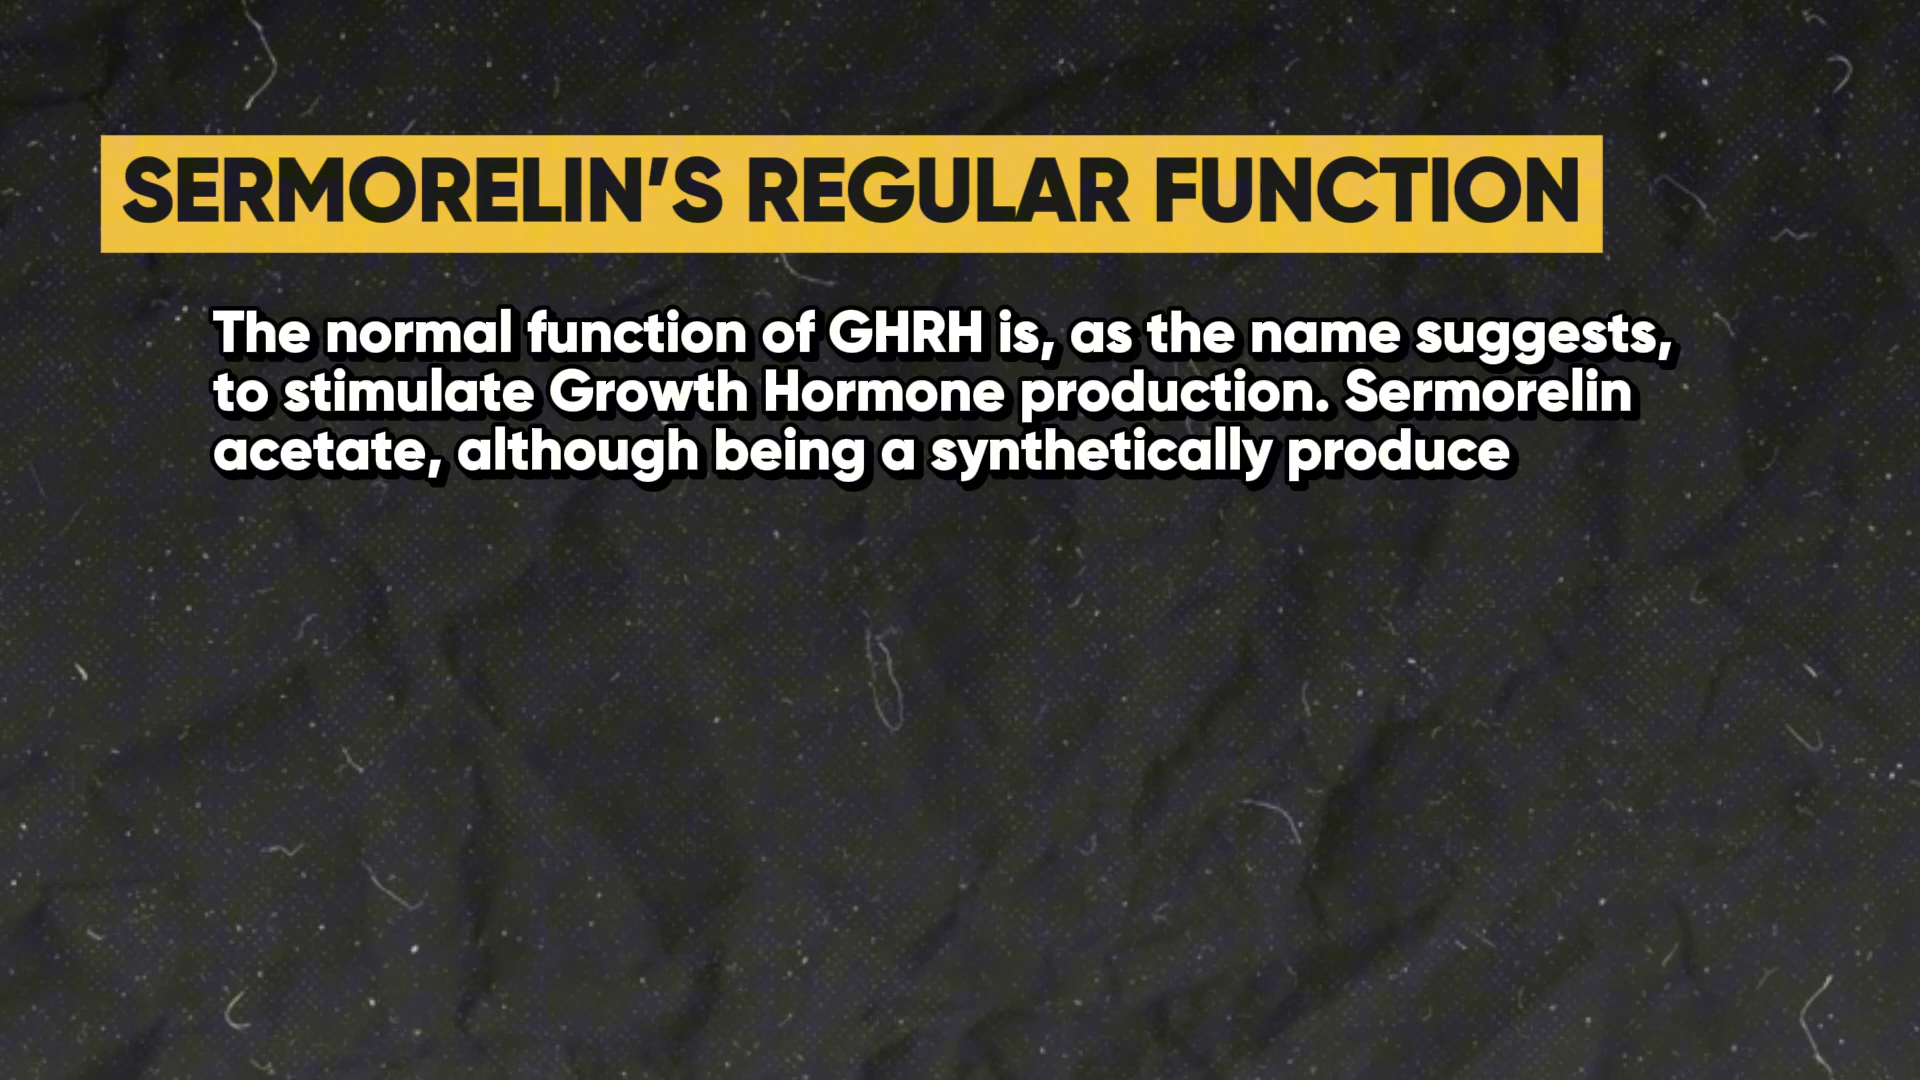 SERMORELIN’S REGULAR FUNCTION
The normal function of GHRH is, as the name suggests,
to stimulate Growth Hormone production. Sermorelin
acetate, although being a synthetically produce